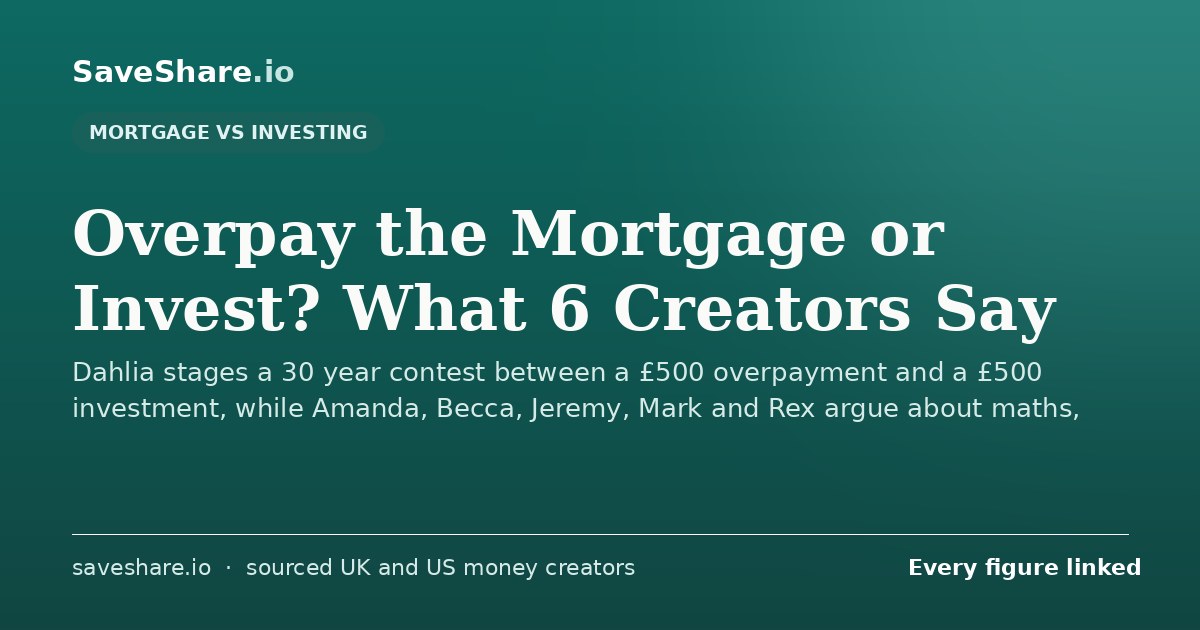 SaveShare.io
MORTGAGE VS INVESTING
Overpay the Mortgage or
Invest? What 6 Creators Say
Dahlia stages a 30 year contest between a £500 overpayment and a £500
investment, while Amanda, Becca, Jeremy, Mark and Rex argue about maths,
saveshare.io · sourced UK and US money creators
Every figure linked